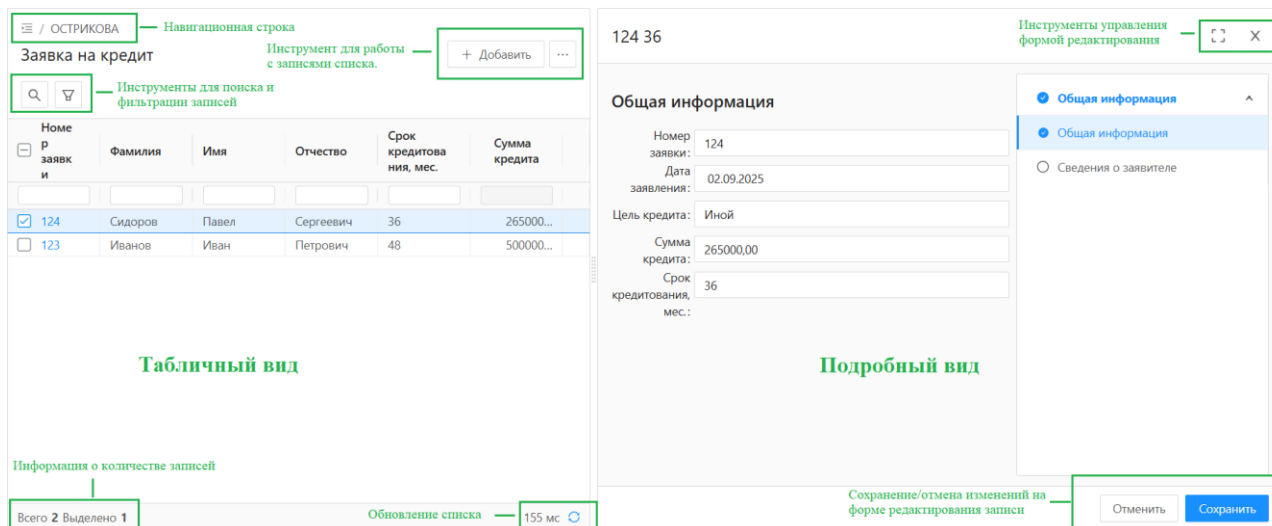 / ОСТРИКОВА
Навигационная строка
Заявка на кредит
Инструмент для работы
с записями списка.
+ Добавить ...
Инструменты для поиска и
фильтрации записей
Номе
р
заявк
и
Фамилия
Имя
Отчество
Срок
кредитова
ния, мес.
Сумма
кредита
124 Сидоров Павел Сергеевич 36 265000...
123 Иванов Иван Петрович 48 500000...
Табличный вид
Информация о количестве записей
Всего 2 Выделено 1
Обновление списка
155 мс
124 36
Инструменты управления
формой редактирования
X
Общая информация
Номер
заявки:
124
Дата
заявления:
02.09.2025
Цель кредита: Иной
Сумма
кредита:
265000,00
Срок
кредитования,
мес.:
36
Общая информация
Общая информация
Сведения о заявителе
Подробный вид
Сохранение/отмена изменений на
форме редактирования записи
Отменить
Сохранить